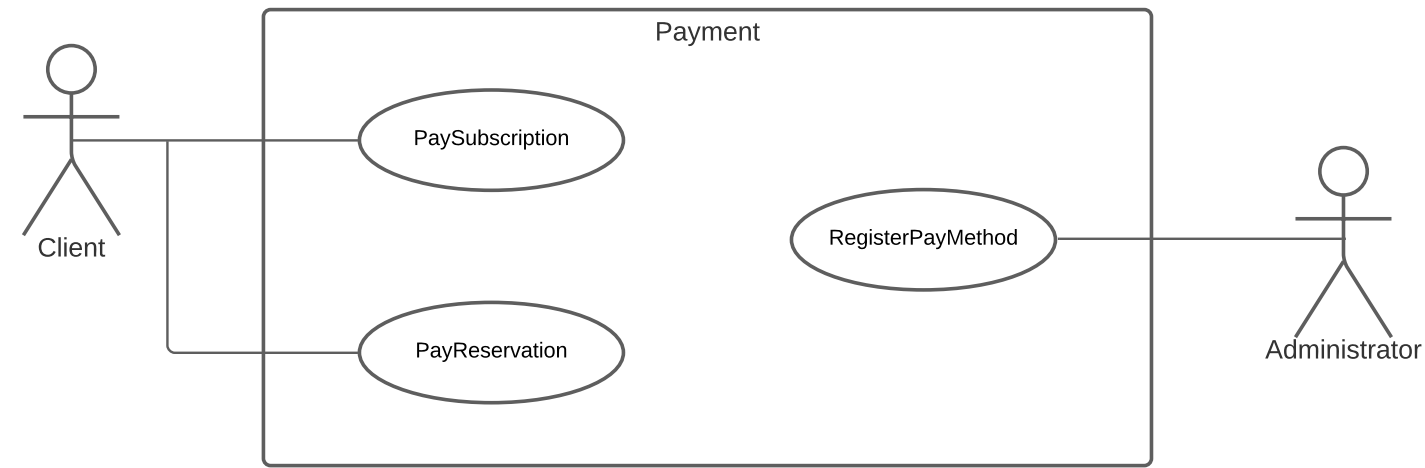 Payment
PaySubscription
RegisterPayMethod
Client
PayReservation
Administrator